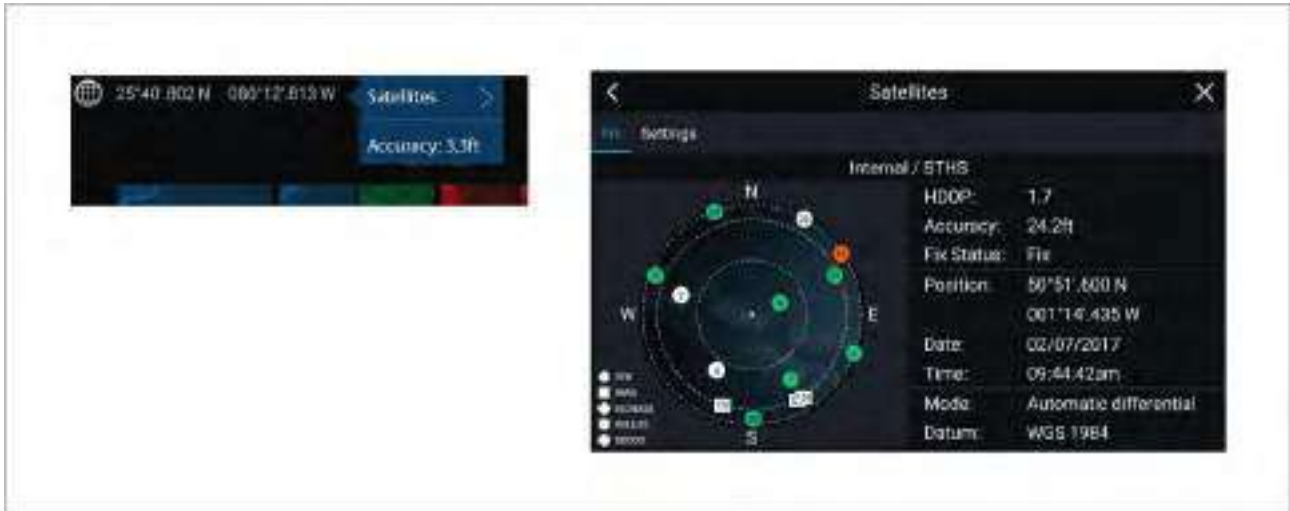 25°40'.802 N 080°12'.813 W
Satellites
Accuracy: 3.3ft
Satellites
Settings
Internal / STHS
HDOP: 1.7
Accuracy: 24.2ft
Fix Status: Fix
Position: 50°51'.600 N
001°14'.435 W
Date: 02/07/2017
Time: 09:44:42am
Mode: Automatic differential
Datum: WGS 1984
N
W
E
S